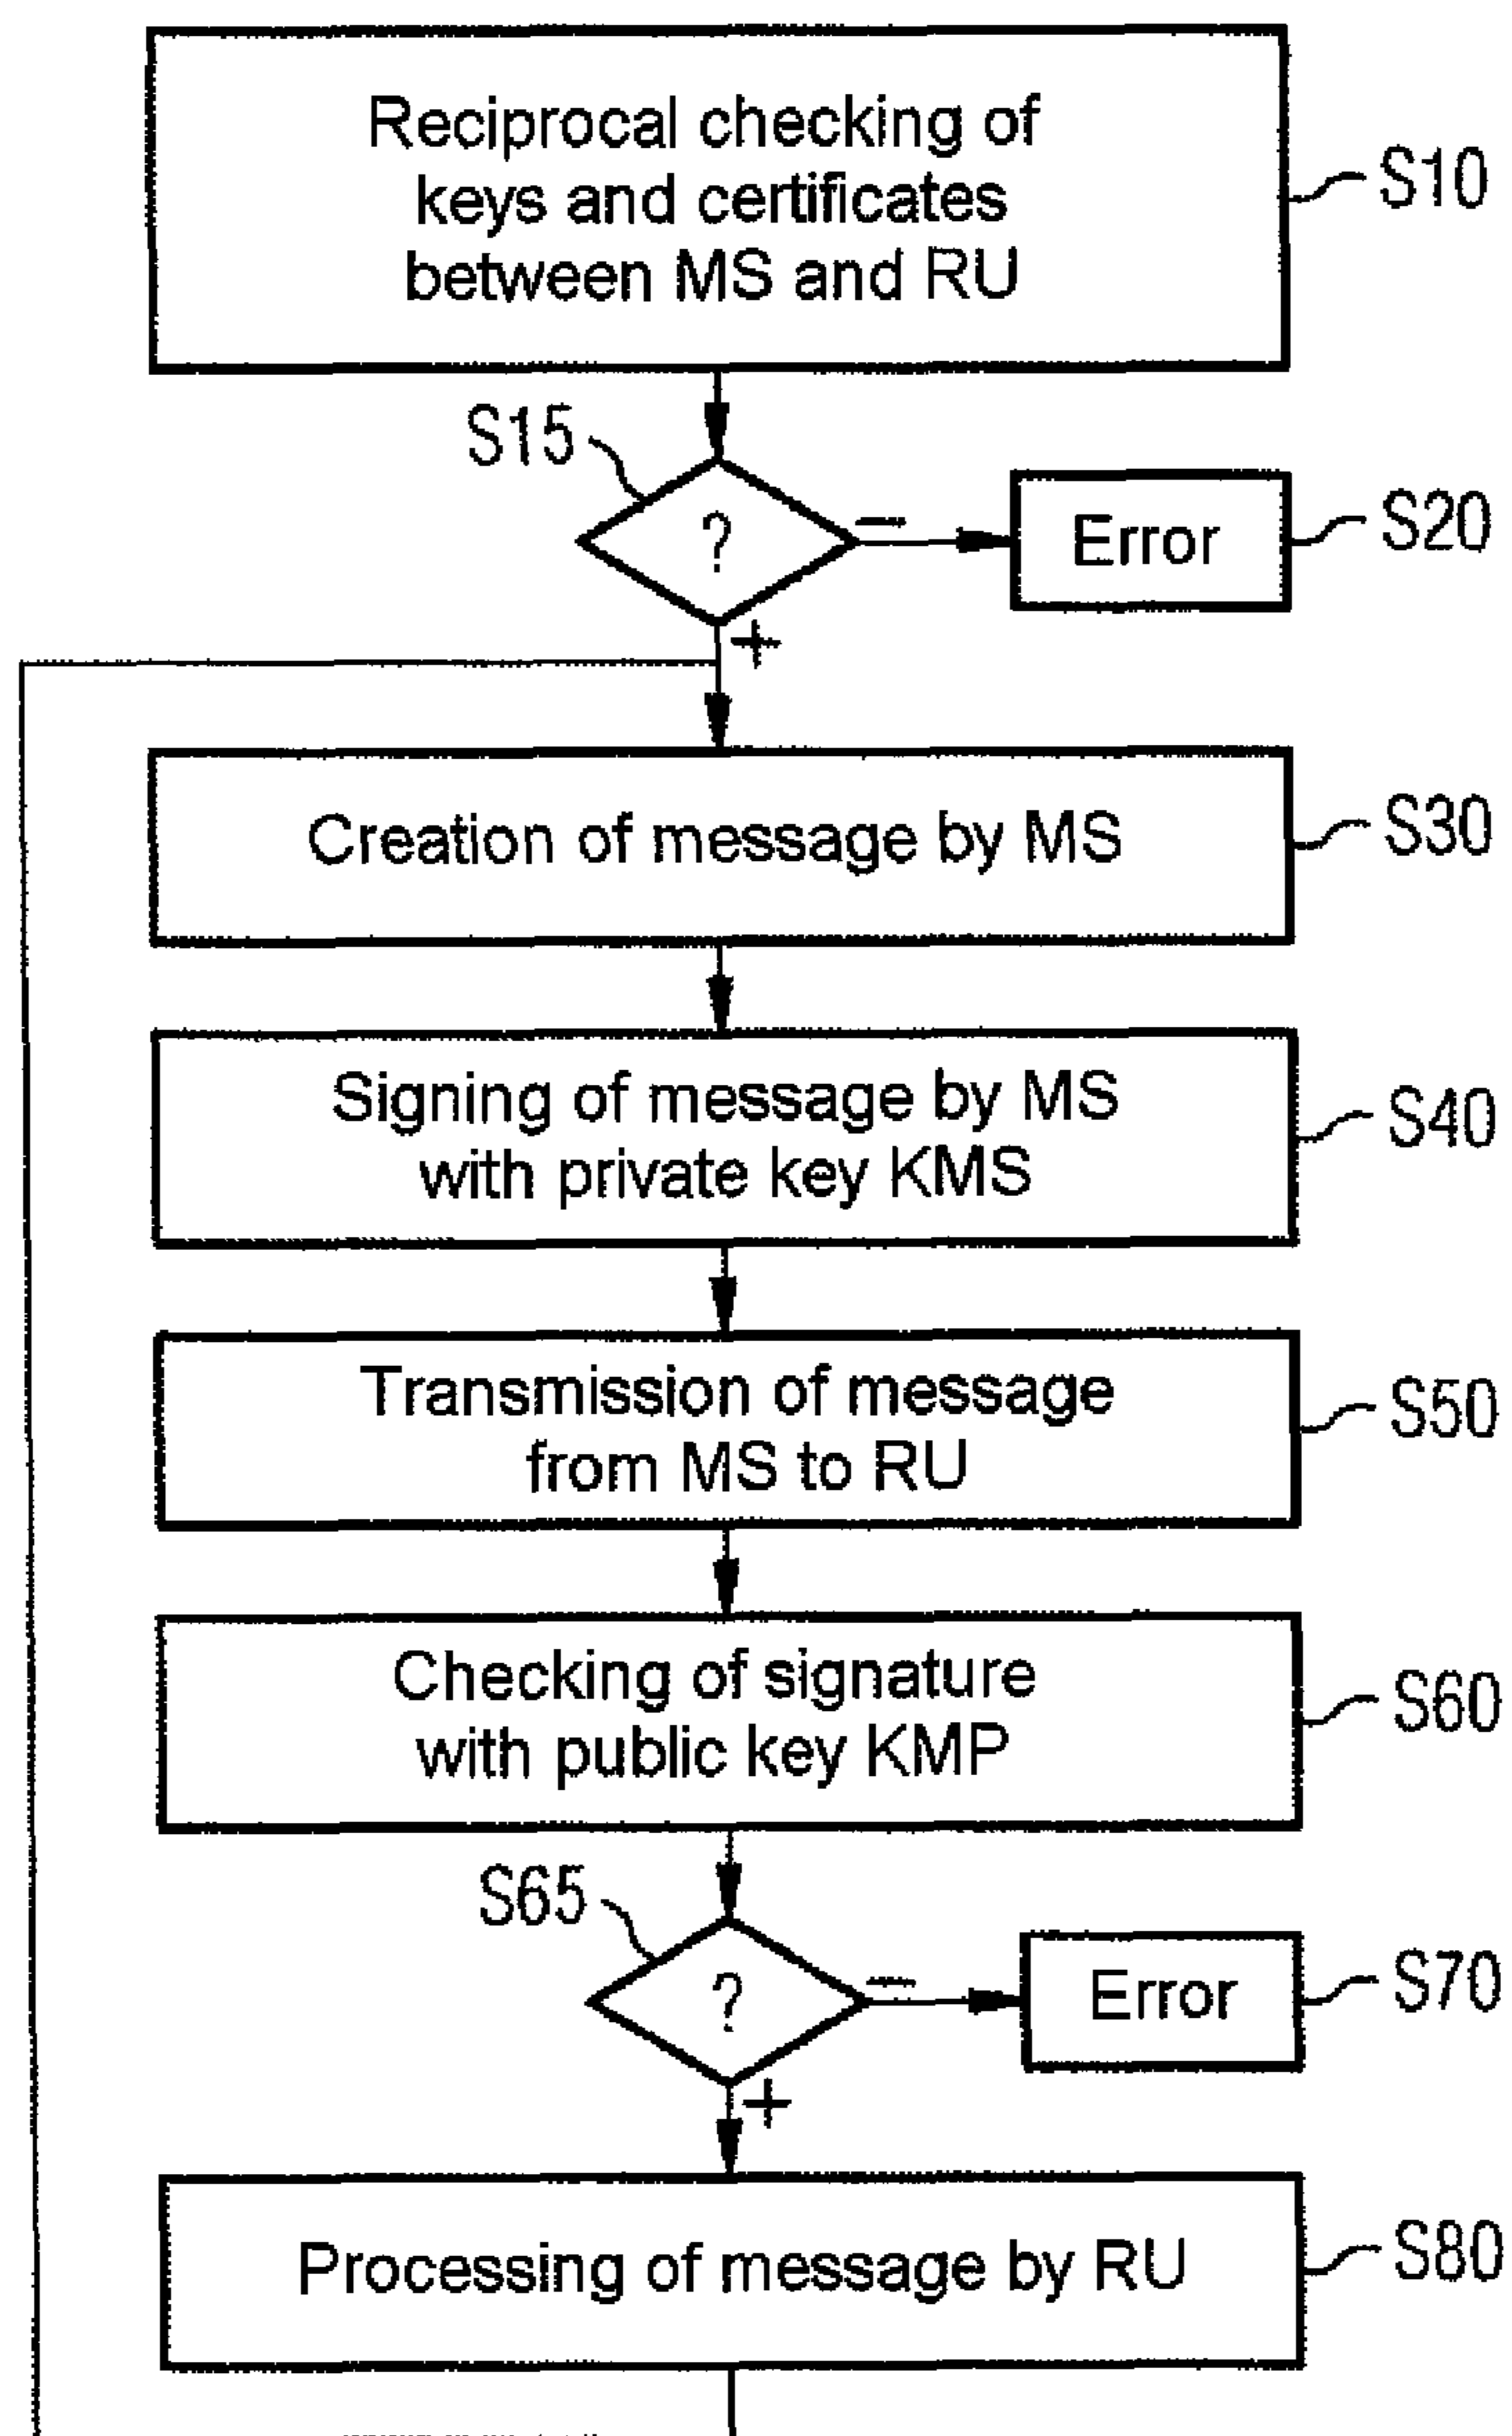 Reciprocal checking of
keys and certificates
between MS and RU
S10
S15
?
−
Error
S20
+
Creation of message by MS
S30
Signing of message by MS
with private key KMS
S40
Transmission of message
from MS to RU
S50
Checking of signature
with public key KMP
S60
S65
?
−
Error
S70
+
Processing of message by RU
S80